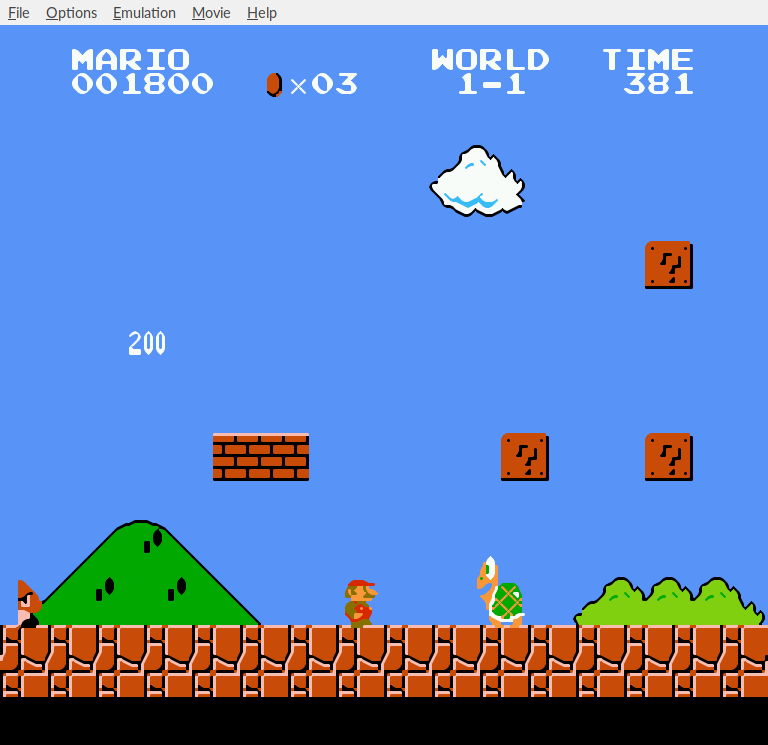 File Options Emulation Movie Help
MARIO WORLD TIME
001800 ×03 1-1 381
?
200
? ?